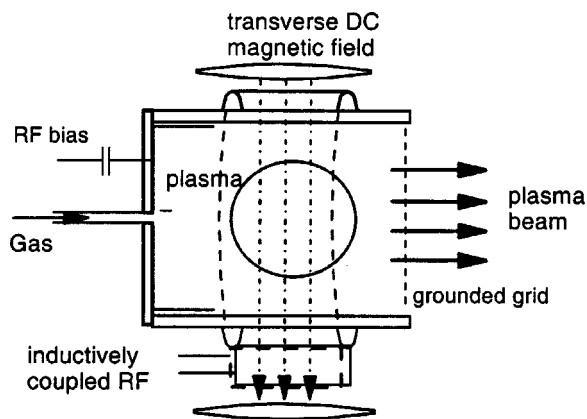 transverse DC
magnetic field
RF bias
plasma
Gas
plasma
beam
grounded grid
inductively
coupled RF